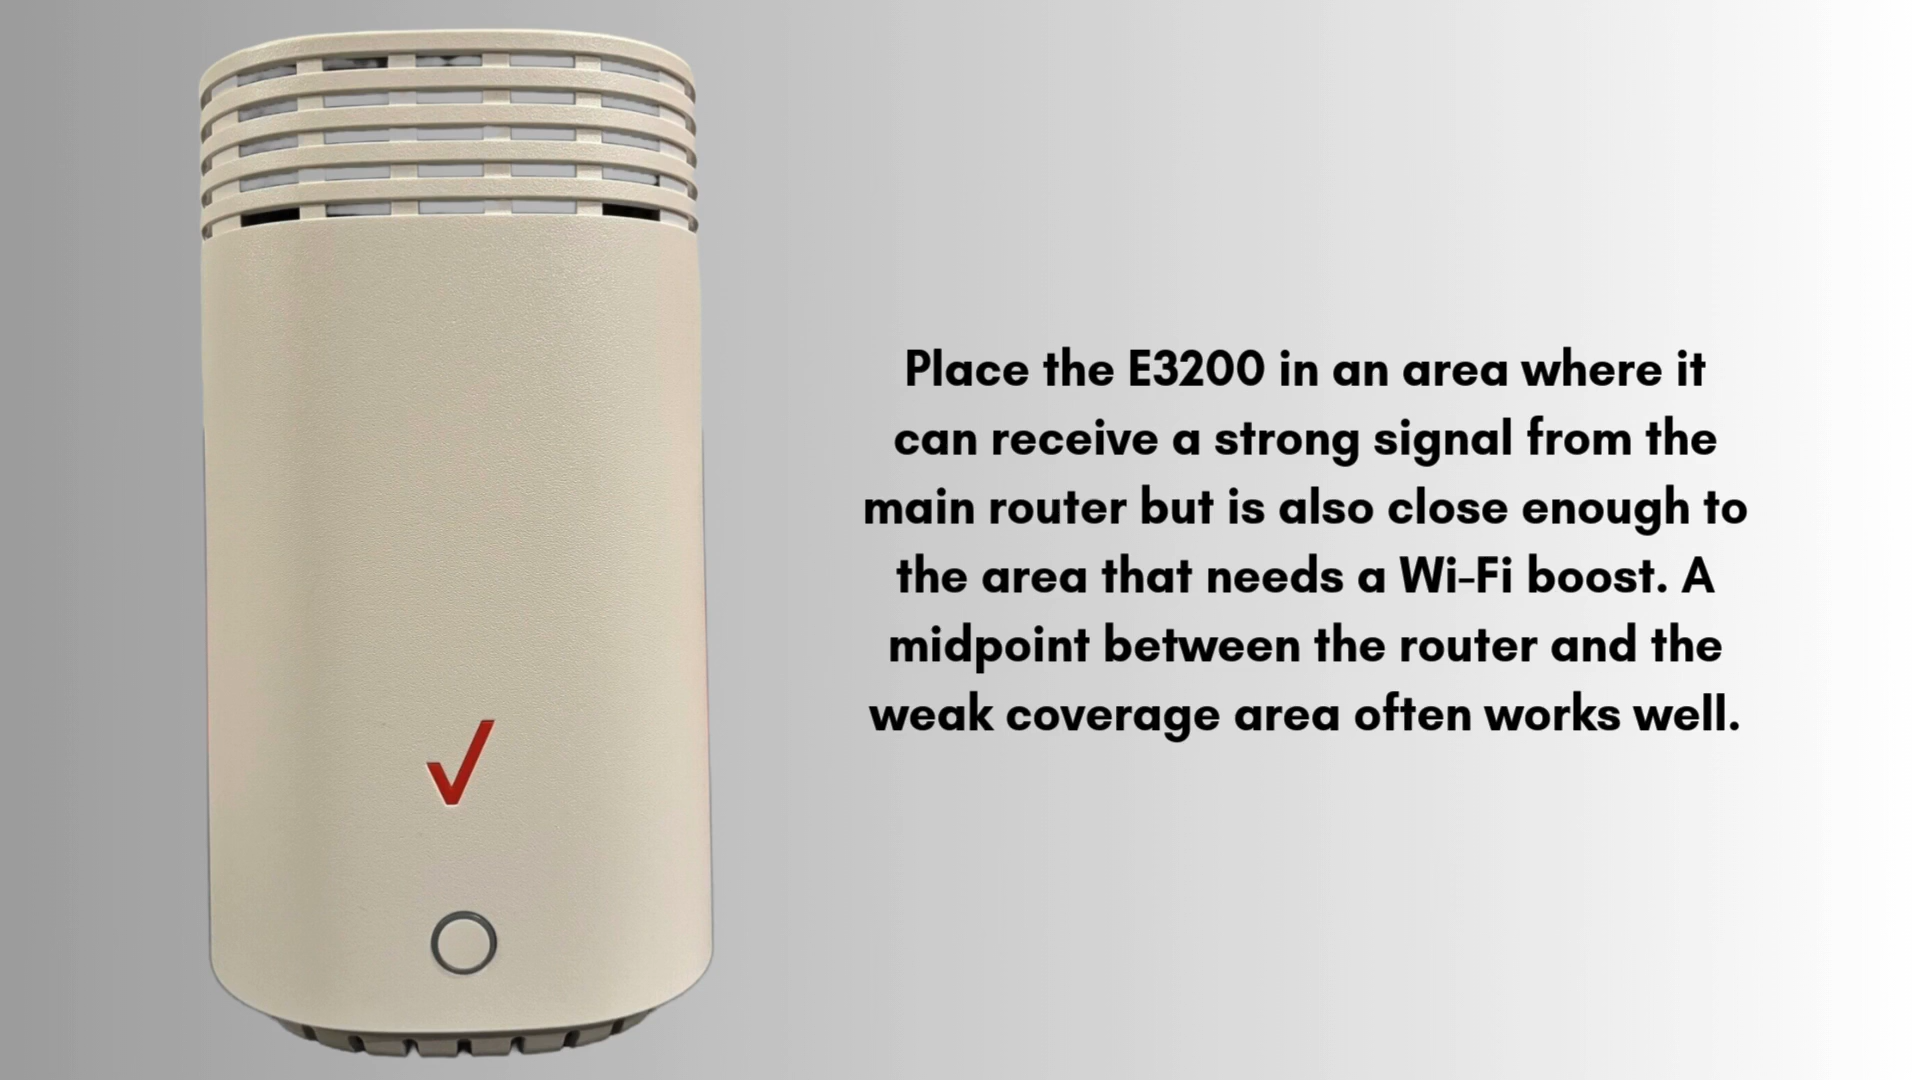 Place the E3200 in an area where it
can receive a strong signal from the
main router but is also close enough to
the area that needs a Wi-Fi boost. A
midpoint between the router and the
weak coverage area often works well.